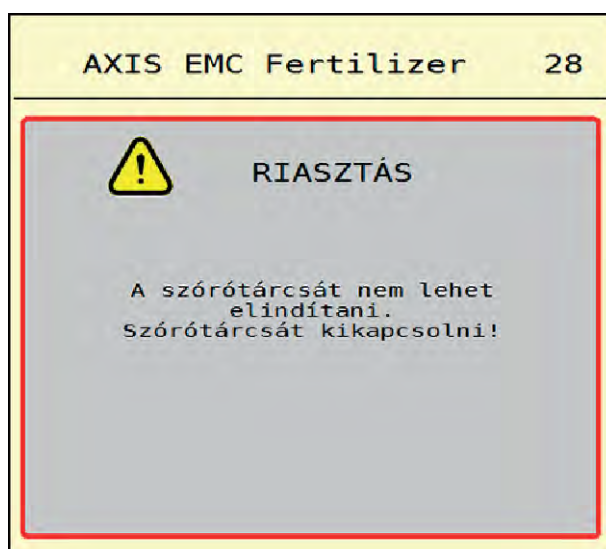 AXIS EMC Fertilizer 28
RIASZTÁS
A szórótárcsát nem lehet
elindítani.
Szórótárcsát kikapcsolni!